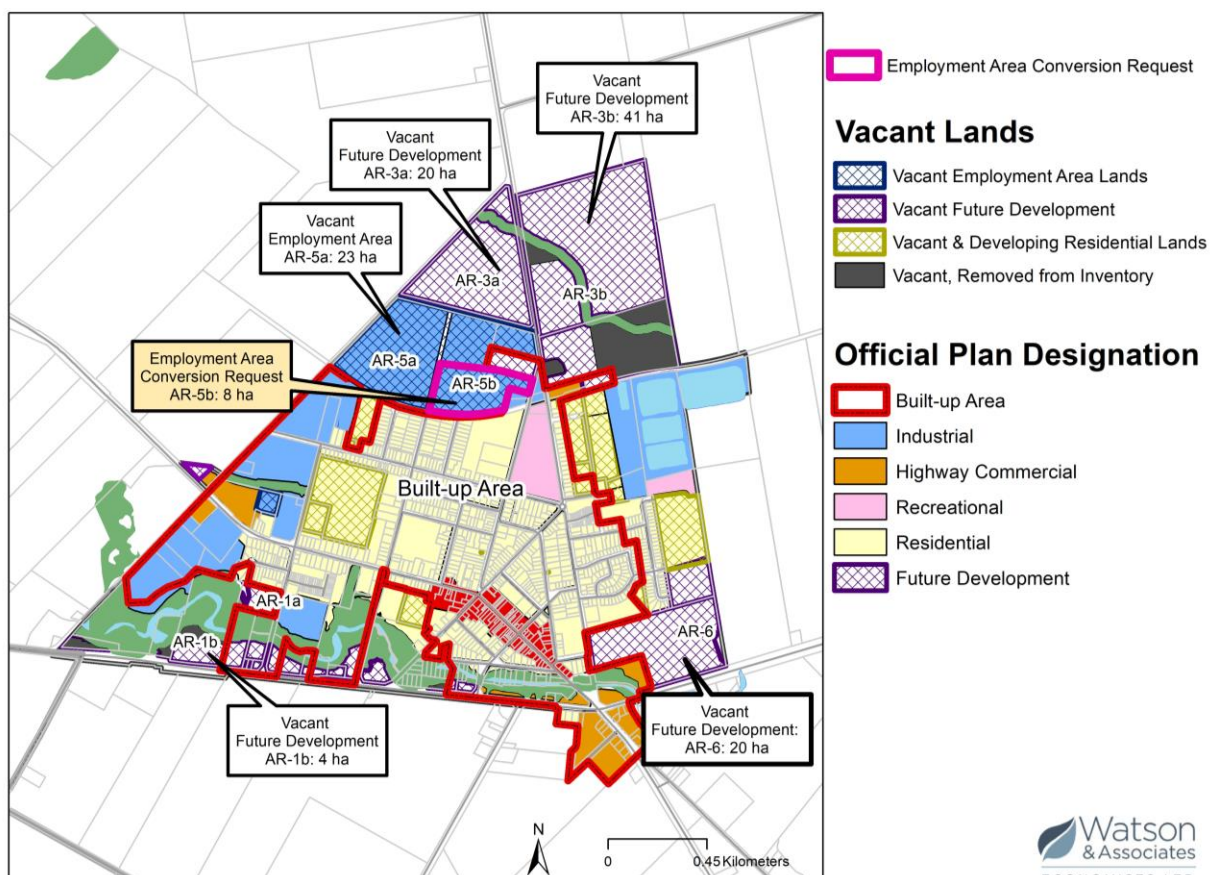 Vacant
Future Development
AR-3b: 41 ha
Vacant
Future Development
AR-3a: 20 ha
Vacant
Employment Area
AR-5a: 23 ha
Employment Area
Conversion Request
AR-5b: 8 ha
AR-3a
AR-3b
AR-5a
AR-5b
Built-up Area
AR-1a
AR-1b
AR-6
Vacant
Future Development
AR-1b: 4 ha
Vacant
Future Development:
AR-6: 20 ha
N
0 0.45 Kilometers
Employment Area Conversion Request
Vacant Lands
Vacant Employment Area Lands
Vacant Future Development
Vacant & Developing Residential Lands
Vacant, Removed from Inventory
Official Plan Designation
Built-up Area
Industrial
Highway Commercial
Recreational
Residential
Future Development
Watson
& Associates